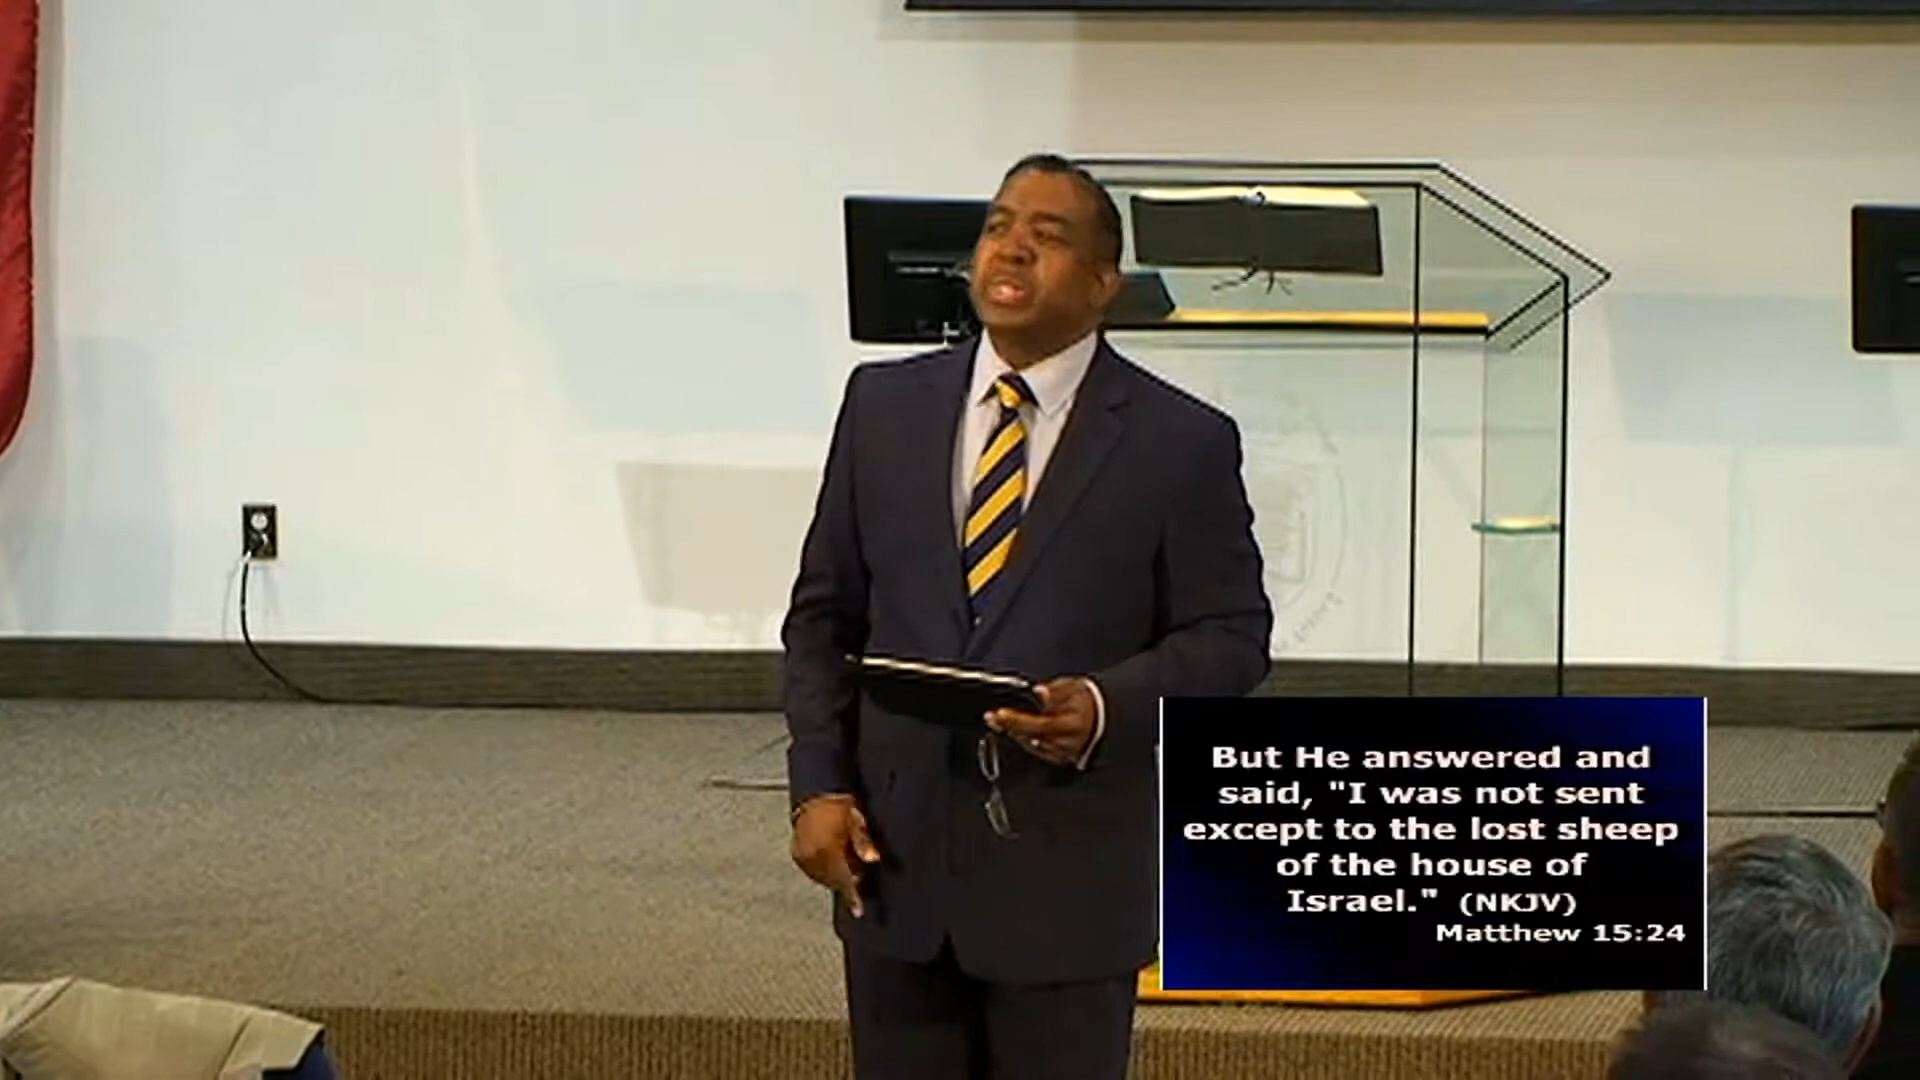 But He answered and
said, "I was not sent
except to the lost sheep
of the house of
Israel." (NKJV)
Matthew 15:24